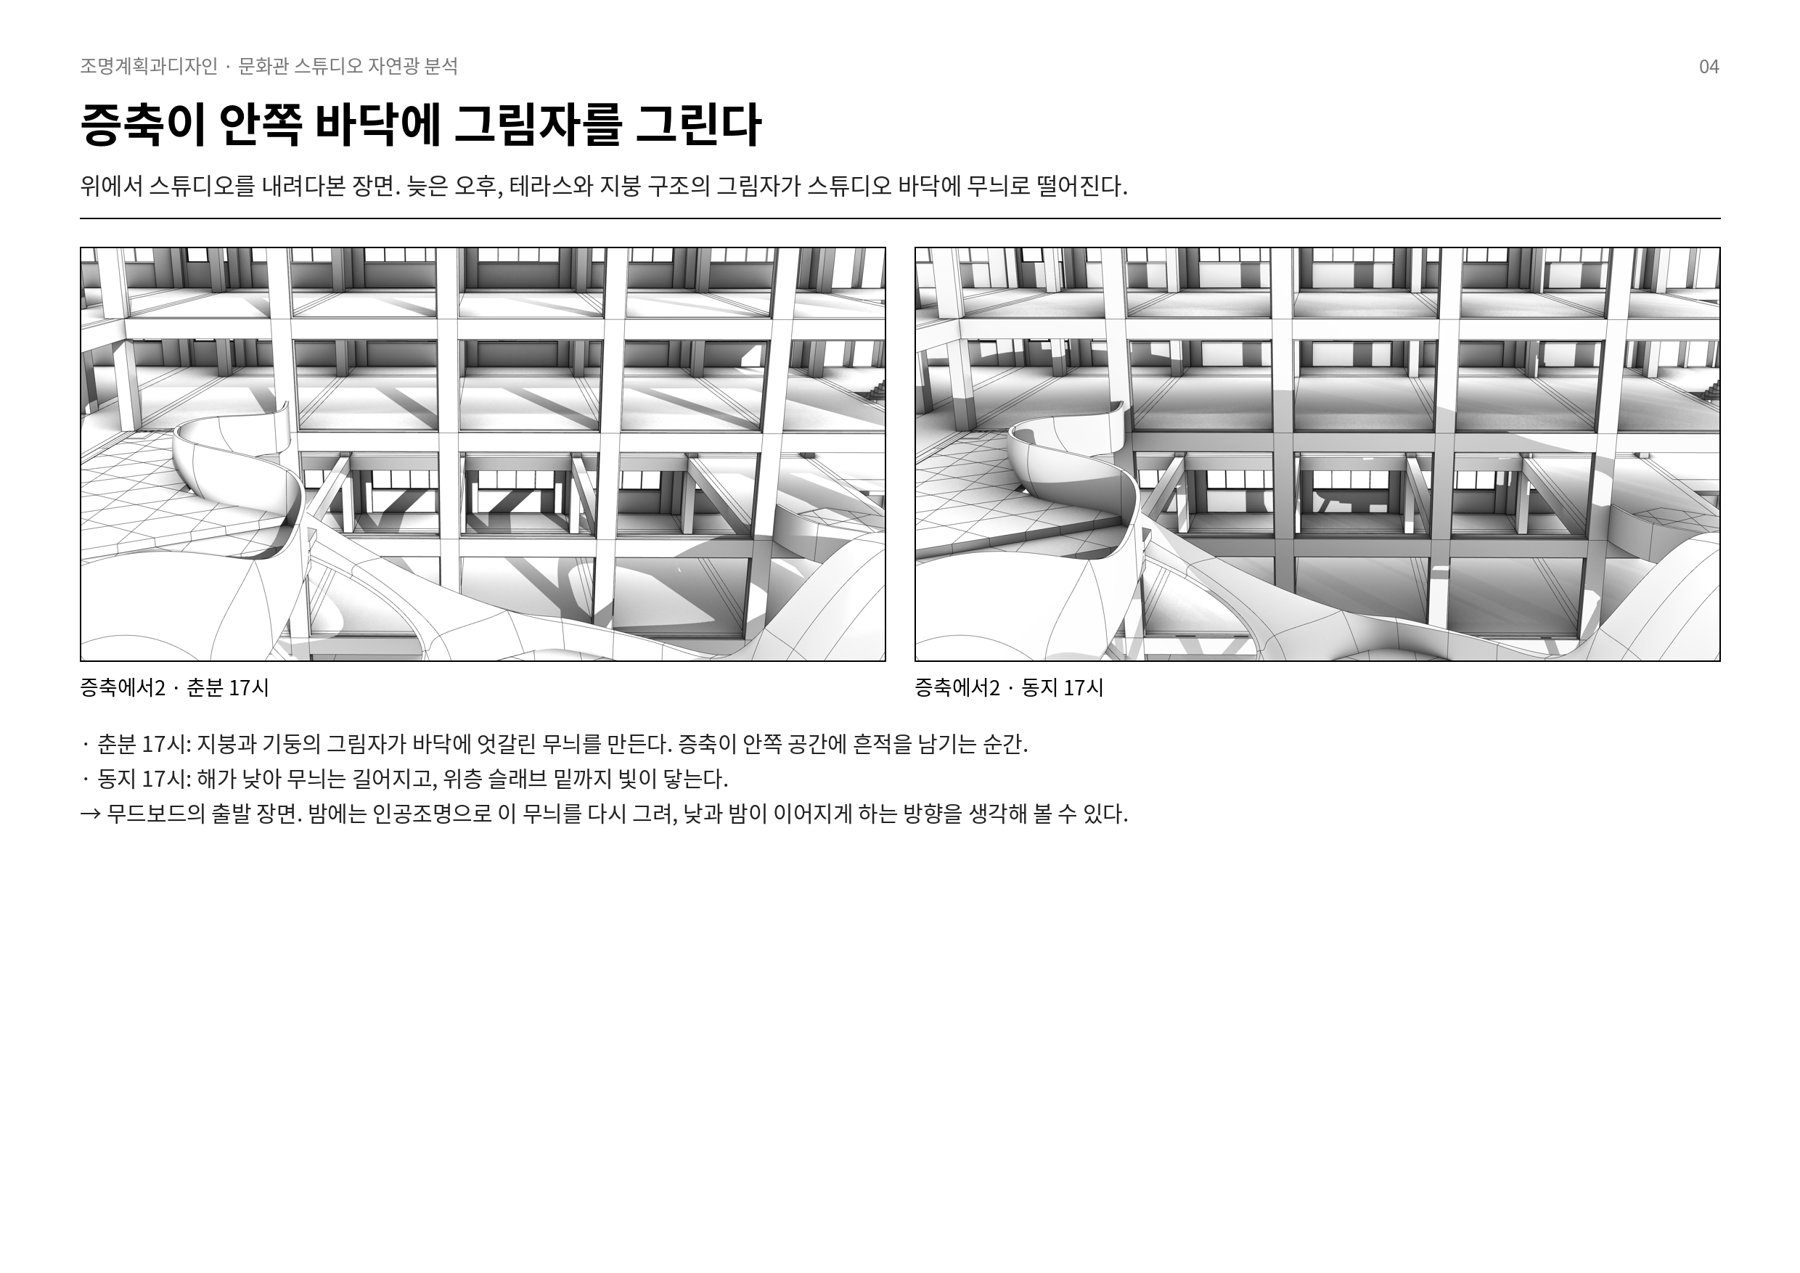 조명계획과디자인 · 문화관 스튜디오 자연광 분석
04
증축이 안쪽 바닥에 그림자를 그린다
위에서 스튜디오를 내려다본 장면. 늦은 오후, 테라스와 지붕 구조의 그림자가 스튜디오 바닥에 무늬로 떨어진다.
증축에서2 · 춘분 17시
증축에서2 · 동지 17시
· 춘분 17시: 지붕과 기둥의 그림자가 바닥에 엇갈린 무늬를 만든다. 증축이 안쪽 공간에 흔적을 남기는 순간.
· 동지 17시: 해가 낮아 무늬는 길어지고, 위층 슬래브 밑까지 빛이 닿는다.
→ 무드보드의 출발 장면. 밤에는 인공조명으로 이 무늬를 다시 그려, 낮과 밤이 이어지게 하는 방향을 생각해 볼 수 있다.